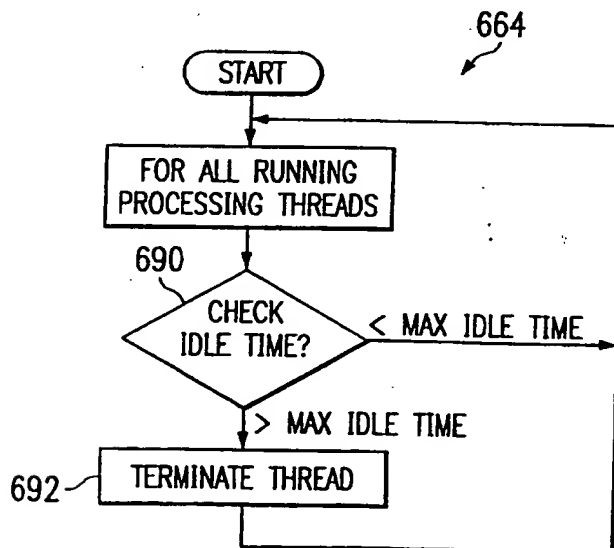 664
START
FOR ALL RUNNING
PROCESSING THREADS
690
CHECK
IDLE TIME?
< MAX IDLE TIME
> MAX IDLE TIME
692
TERMINATE THREAD